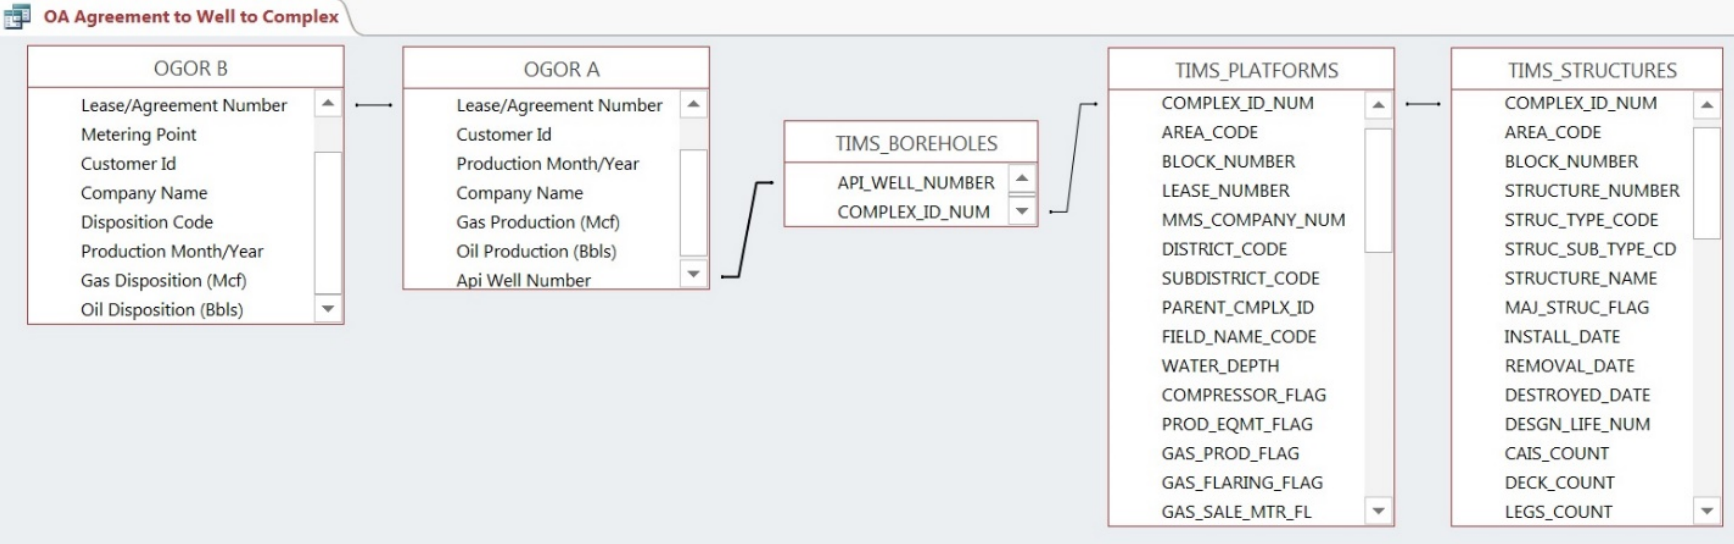 OA Agreement to Well to Complex
OGOR B
Lease/Agreement Number
Metering Point
Customer Id
Company Name
Disposition Code
Production Month/Year
Gas Disposition (Mcf)
Oil Disposition (Bbls)
OGOR A
Lease/Agreement Number
Customer Id
Production Month/Year
Company Name
Gas Production (Mcf)
Oil Production (Bbls)
Api Well Number
TIMS_BOREHOLES
API_WELL_NUMBER
COMPLEX_ID_NUM
TIMS_PLATFORMS
COMPLEX_ID_NUM
AREA_CODE
BLOCK_NUMBER
LEASE_NUMBER
MMS_COMPANY_NUM
DISTRICT_CODE
SUBDISTRICT_CODE
PARENT_CMPLX_ID
FIELD_NAME_CODE
WATER_DEPTH
COMPRESSOR_FLAG
PROD_EQMT_FLAG
GAS_PROD_FLAG
GAS_FLARING_FLAG
GAS_SALE_MTR_FL
TIMS_STRUCTURES
COMPLEX_ID_NUM
AREA_CODE
BLOCK_NUMBER
STRUCTURE_NUMBER
STRUC_TYPE_CODE
STRUC_SUB_TYPE_CD
STRUCTURE_NAME
MAJ_STRUC_FLAG
INSTALL_DATE
REMOVAL_DATE
DESTROYED_DATE
DESGN_LIFE_NUM
CAIS_COUNT
DECK_COUNT
LEGS_COUNT